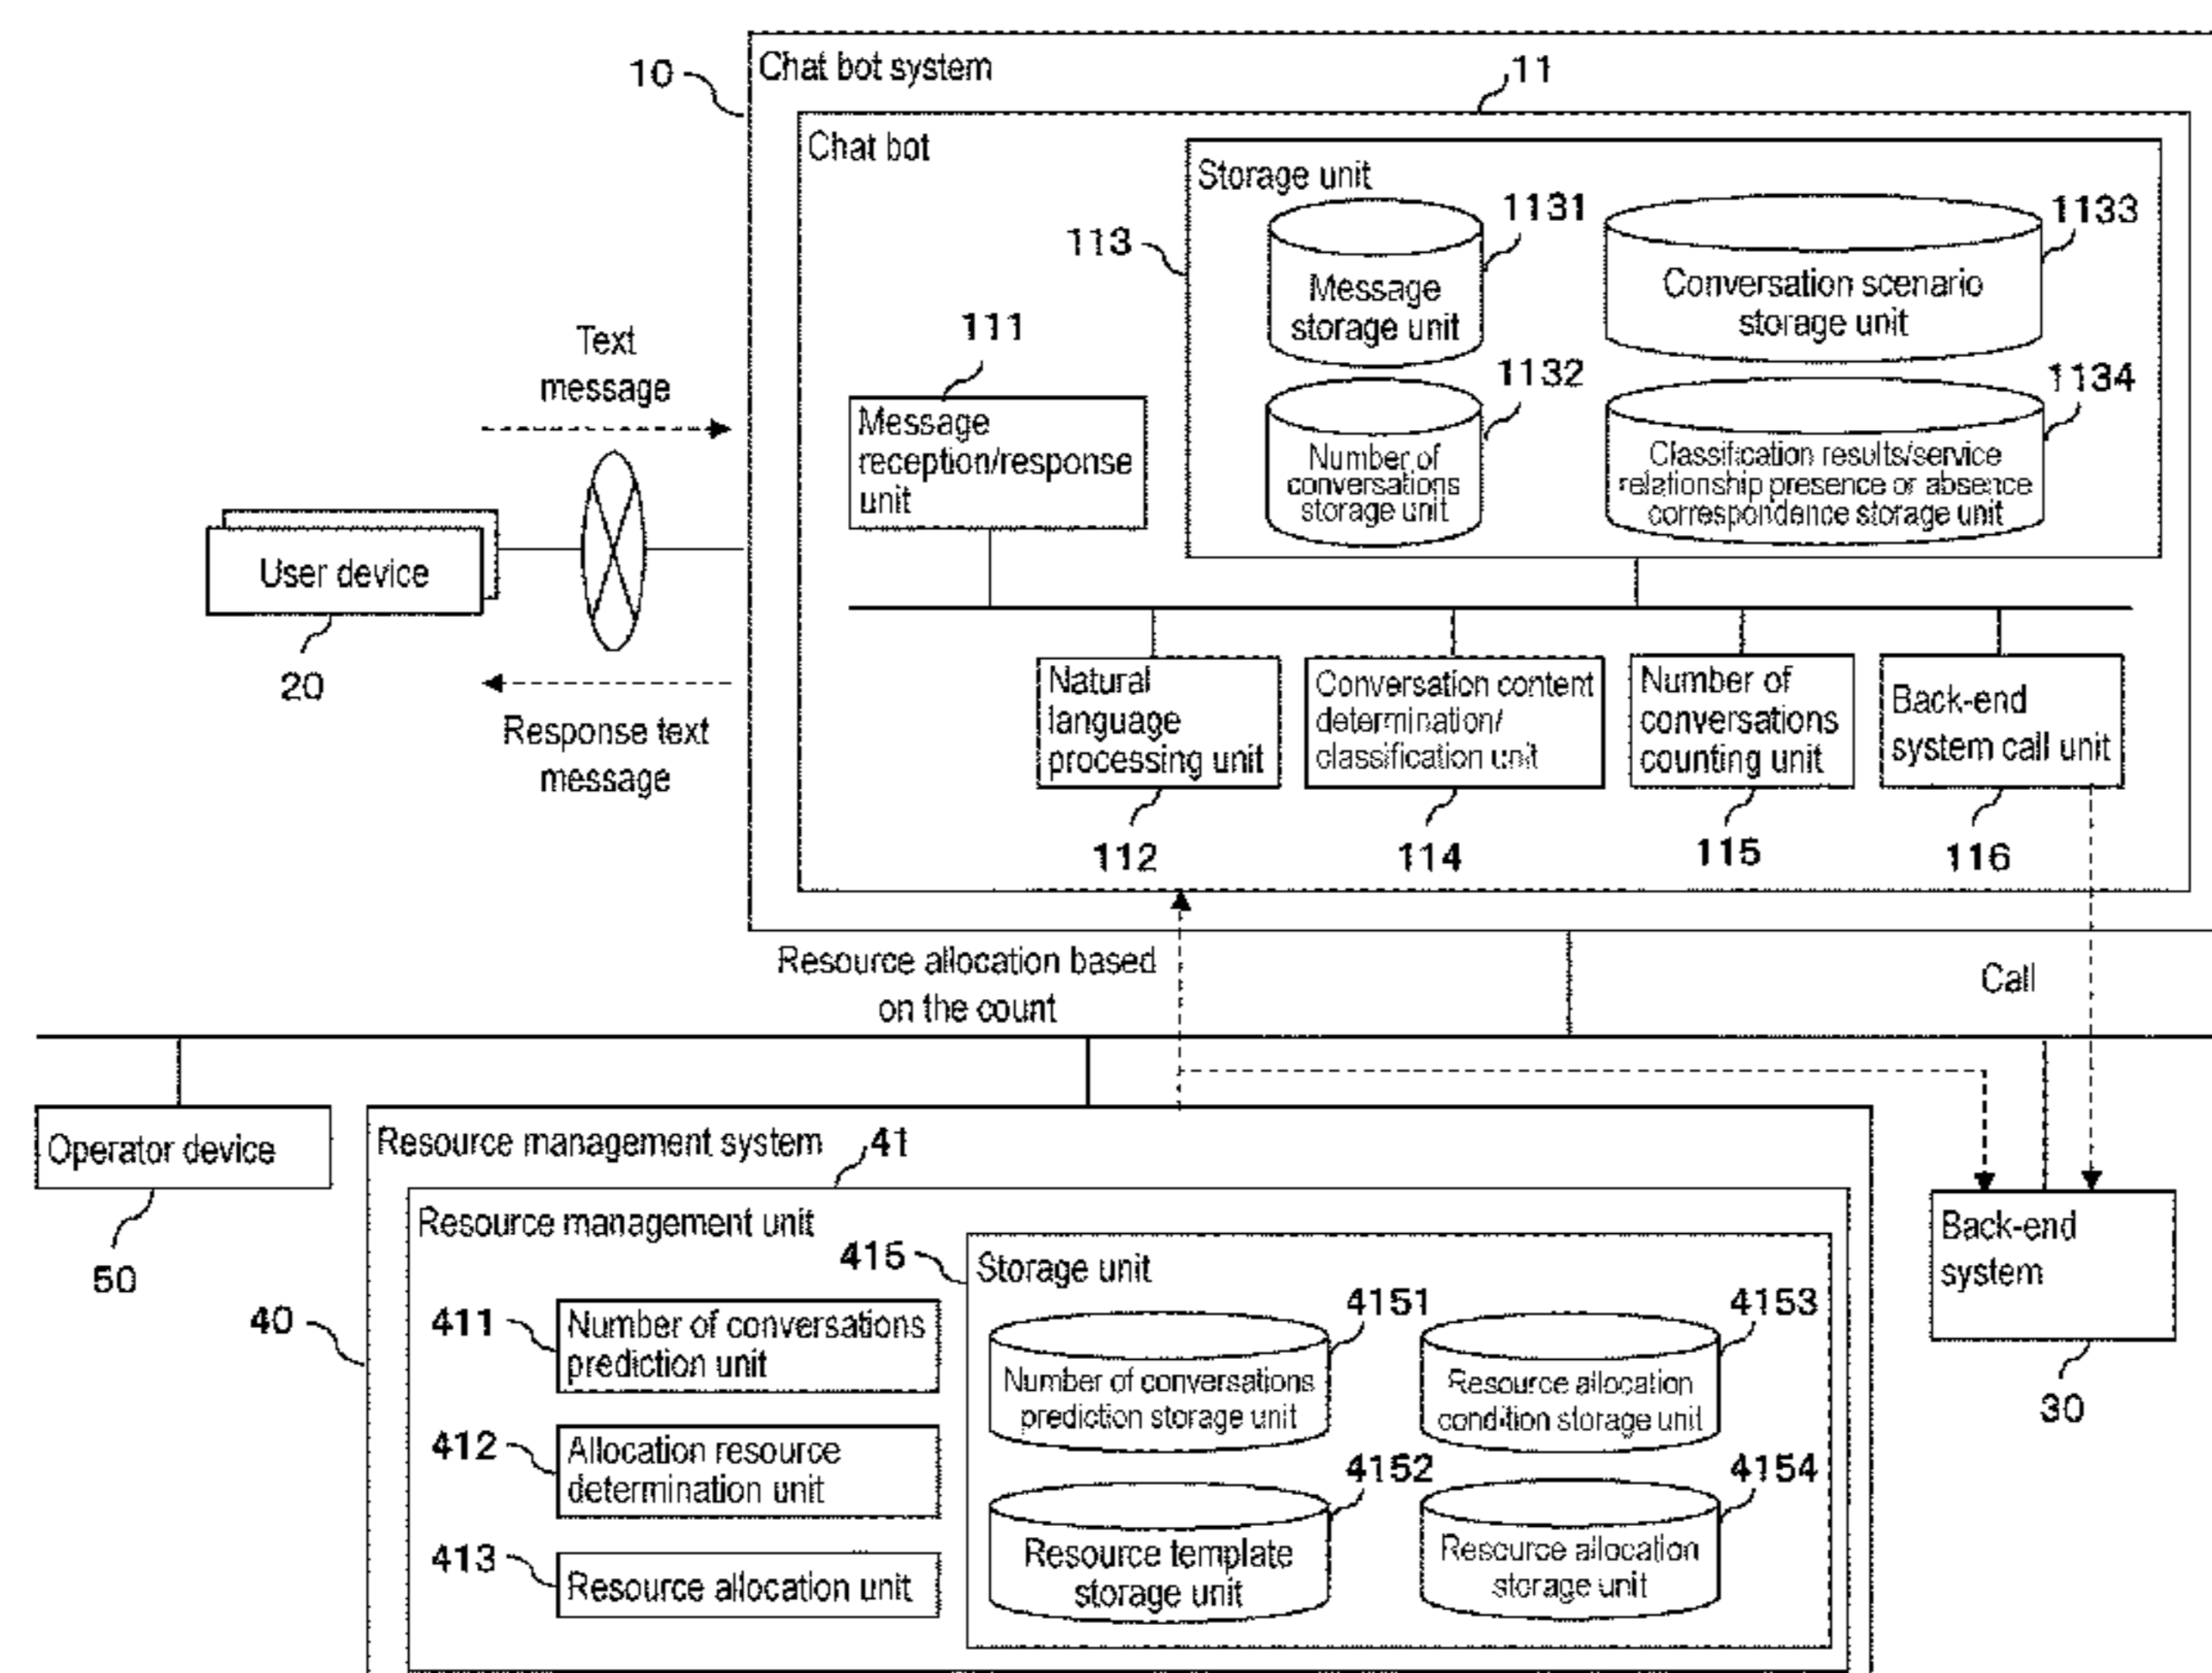 10
Chat bot system
11
Chat bot
Storage unit
113
1131
1133
Message
storage unit
Conversation scenario
storage unit
111
Text
message
1132
1134
Message
reception/response
unit
Number of
conversations
storage unit
Classification results/service
relationship presence or absence
correspondence storage unit
User device
20
Response text
message
Natural
language
processing unit
Conversation content
determination/
classification unit
Number of
conversations
counting unit
Back-end
system call unit
112
114
115
116
Resource allocation based
on the count
Call
Operator device
50
Resource management system
41
Resource management unit
415
Storage unit
40
411
Number of conversations
prediction unit
4151
4153
Number of conversations
prediction storage unit
Resource allocation
condition storage unit
Back-end
system
30
412
Allocation resource
determination unit
4152
4154
413
Resource allocation unit
Resource template
storage unit
Resource allocation
storage unit